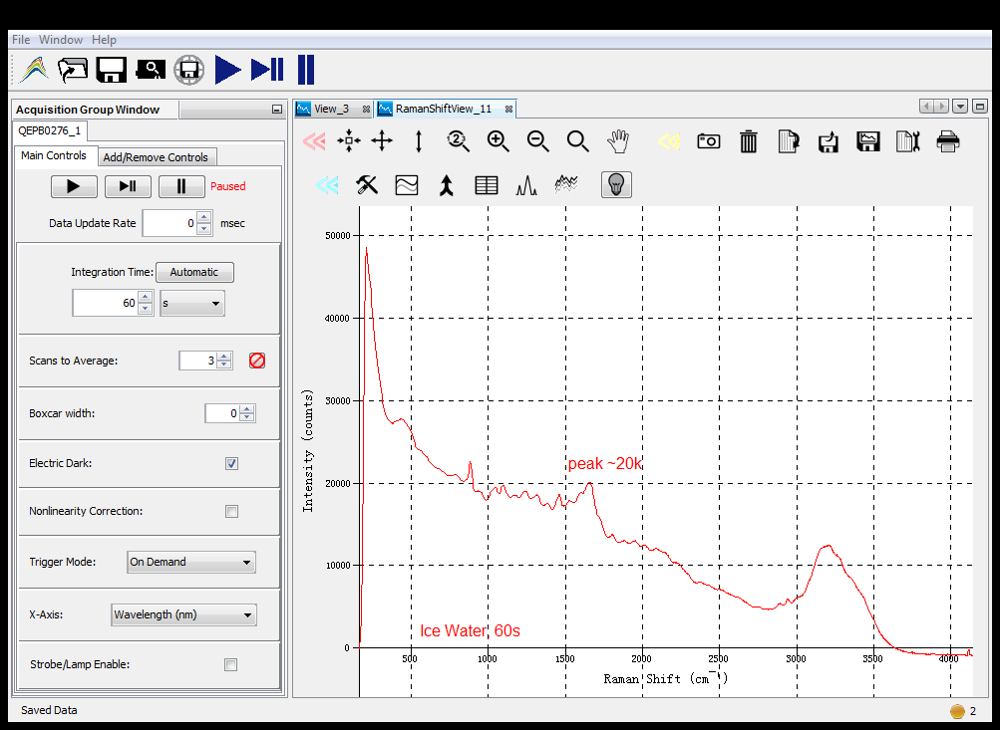 File Window Help
Acquisition Group Window
QEPB0276_1
Main Controls Add/Remove Controls
Paused
Data Update Rate 0 msec
Integration Time: Automatic
60 s
Scans to Average: 3
Boxcar width: 0
Electric Dark:
Nonlinearity Correction:
Trigger Mode: On Demand
X-Axis: Wavelength (nm)
Strobe/Lamp Enable:
View_3 RamanShiftView_11
2
50000
40000
30000
20000
10000
0
Intensity (counts)
peak ~20k
Ice Water, 60s
500 1000 1500 2000 2500 3000 3500 4000
Raman Shift (cm⁻¹)
Saved Data 2